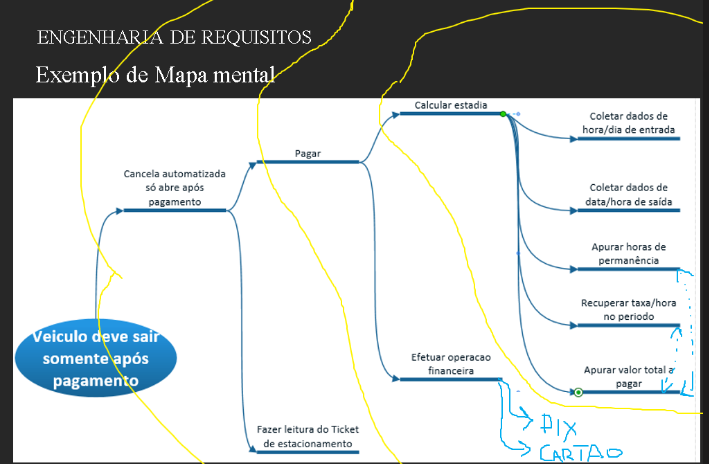 ENGENHARIA DE REQUISITOS
Exemplo de Mapa mental
Calcular estadia
Coletar dados de
hora/dia de entrada
Pagar
Cancela automatizada
só abre após
pagamento
Coletar dados de
data/hora de saída
Apurar horas de
permanência
Recuperar taxa/hora
no periodo
Veiculo deve sair
somente após
pagamento
Efetuar operacao
financeira
Apurar valor total a
pagar
PIX
CARTAO
Fazer leitura do Ticket
de estacionamento